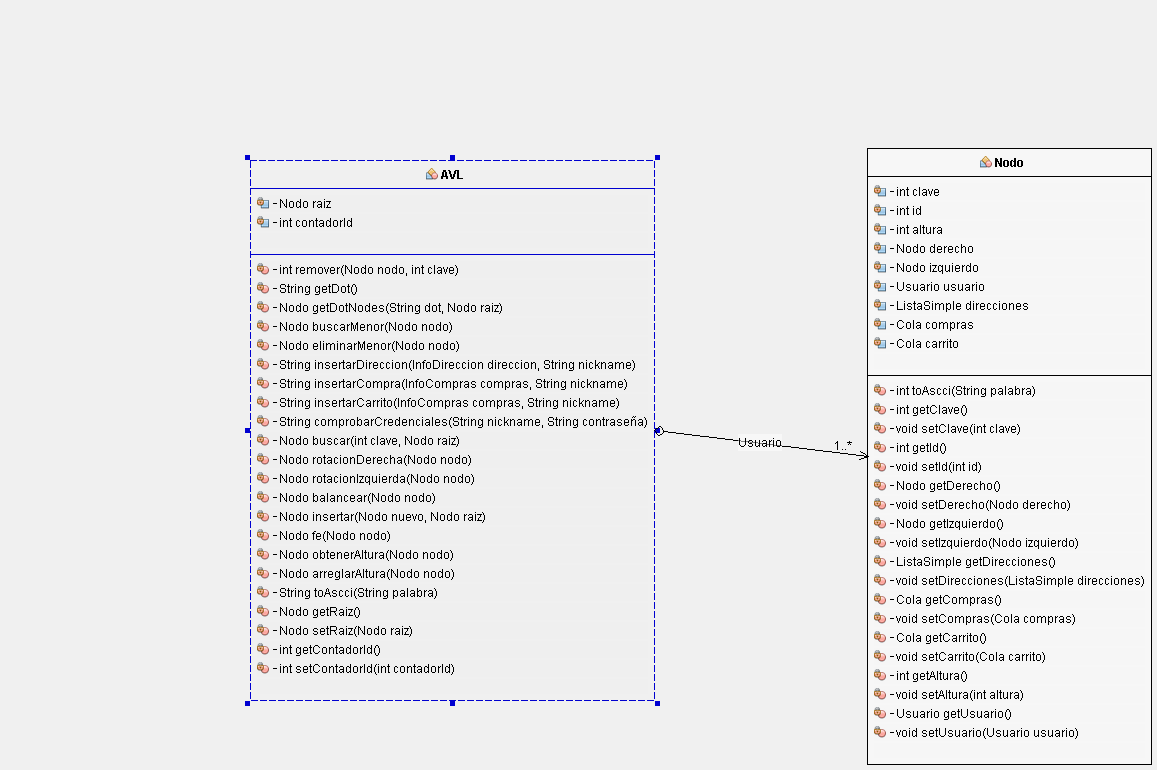 AVL
- Nodo raiz
- int contadorId
- int remover(Nodo nodo, int clave)
- String getDot()
- Nodo getDotNodes(String dot, Nodo raiz)
- Nodo buscarMenor(Nodo nodo)
- Nodo eliminarMenor(Nodo nodo)
- String insertarDireccion(InfoDireccion direccion, String nickname)
- String insertarCompra(InfoCompras compras, String nickname)
- String insertarCarrito(InfoCompras compras, String nickname)
- String comprobarCredenciales(String nickname, String contraseña)
- Nodo buscar(int clave, Nodo raiz)
- Nodo rotacionDerecha(Nodo nodo)
- Nodo rotacionIzquierda(Nodo nodo)
- Nodo balancear(Nodo nodo)
- Nodo insertar(Nodo nuevo, Nodo raiz)
- Nodo fe(Nodo nodo)
- Nodo obtenerAltura(Nodo nodo)
- Nodo arreglarAltura(Nodo nodo)
- String toAscci(String palabra)
- Nodo getRaiz()
- Nodo setRaiz(Nodo raiz)
- int getContadorId()
- int setContadorId(int contadorId)
Usuario
1..*
Nodo
- int clave
- int id
- int altura
- Nodo derecho
- Nodo izquierdo
- Usuario usuario
- ListaSimple direcciones
- Cola compras
- Cola carrito
- int toAscci(String palabra)
- int getClave()
- void setClave(int clave)
- int getId()
- void setId(int id)
- Nodo getDerecho()
- void setDerecho(Nodo derecho)
- Nodo getIzquierdo()
- void setIzquierdo(Nodo izquierdo)
- ListaSimple getDirecciones()
- void setDirecciones(ListaSimple direcciones)
- Cola getCompras()
- void setCompras(Cola compras)
- Cola getCarrito()
- void setCarrito(Cola carrito)
- int getAltura()
- void setAltura(int altura)
- Usuario getUsuario()
- void setUsuario(Usuario usuario)